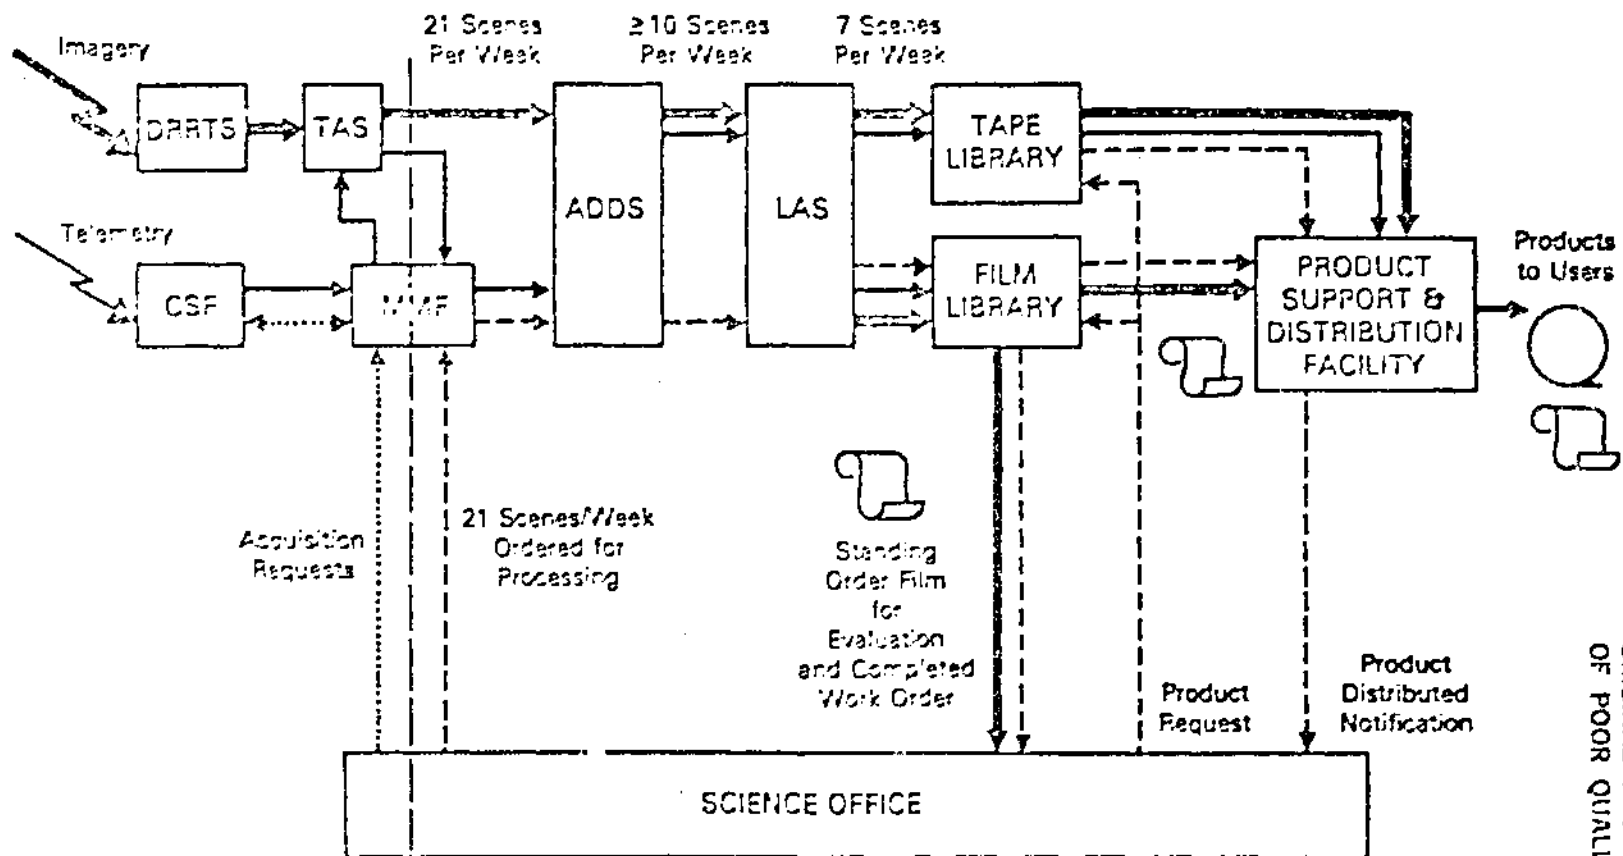 Imagery
21 Scenes
Per Week
≥10 Scenes
Per Week
7 Scenes
Per Week
DRRTS
TAS
ADDS
LAS
TAPE
LIBRARY
Telemetry
CSF
MMF
FILM
LIBRARY
PRODUCT
SUPPORT &
DISTRIBUTION
FACILITY
Products
to Users
Acquisition
Requests
21 Scenes/Week
Ordered for
Processing
Standing
Order Film
for
Evaluation
and Completed
Work Order
Product
Request
Product
Distributed
Notification
SCIENCE OFFICE
OF POOR